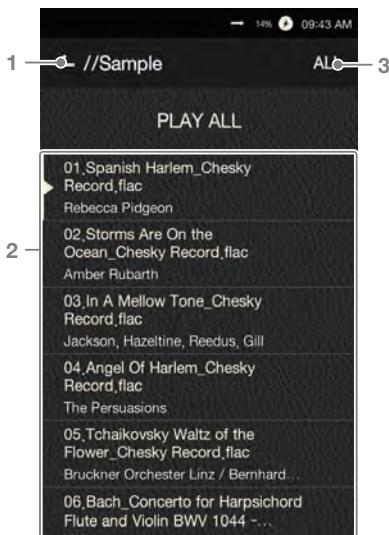 14% 09:43 AM
1
//Sample
ALL
3
PLAY ALL
2
01.Spanish Harlem_Chesky
Record.flac
Rebecca Pidgeon
02.Storms Are On the
Ocean_Chesky Record.flac
Amber Rubarth
03.In A Mellow Tone_Chesky
Record.flac
Jackson, Hazeltine, Reedus, Gill
04.Angel Of Harlem_Chesky
Record.flac
The Persuasions
05.Tchaikovsky Waltz of the
Flower_Chesky Record.flac
Bruckner Orchester Linz / Bernhard...
06.Bach_Concerto for Harpsichord
Flute and Violin BWV 1044 -...